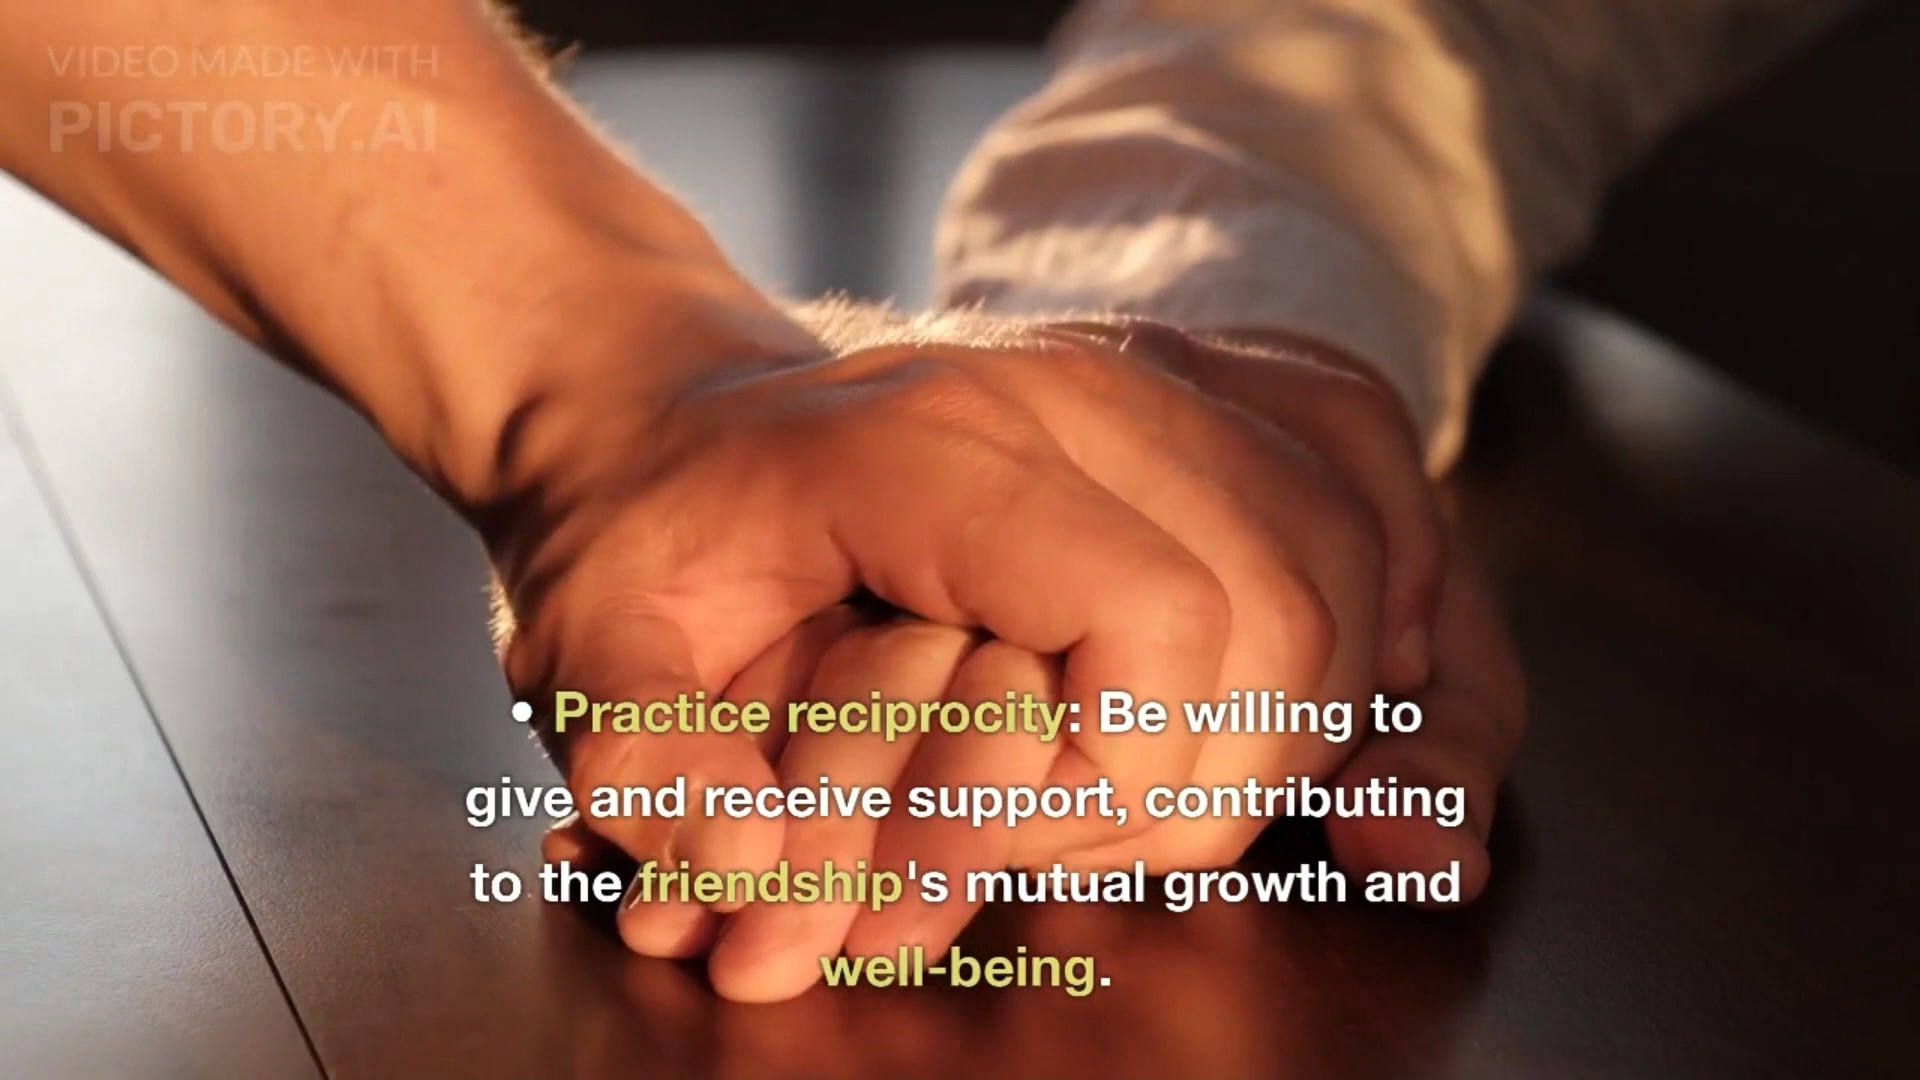 VIDEO MADE WITH
PICTORY.AI
• Practice reciprocity: Be willing to
give and receive support, contributing
to the friendship's mutual growth and
well-being.